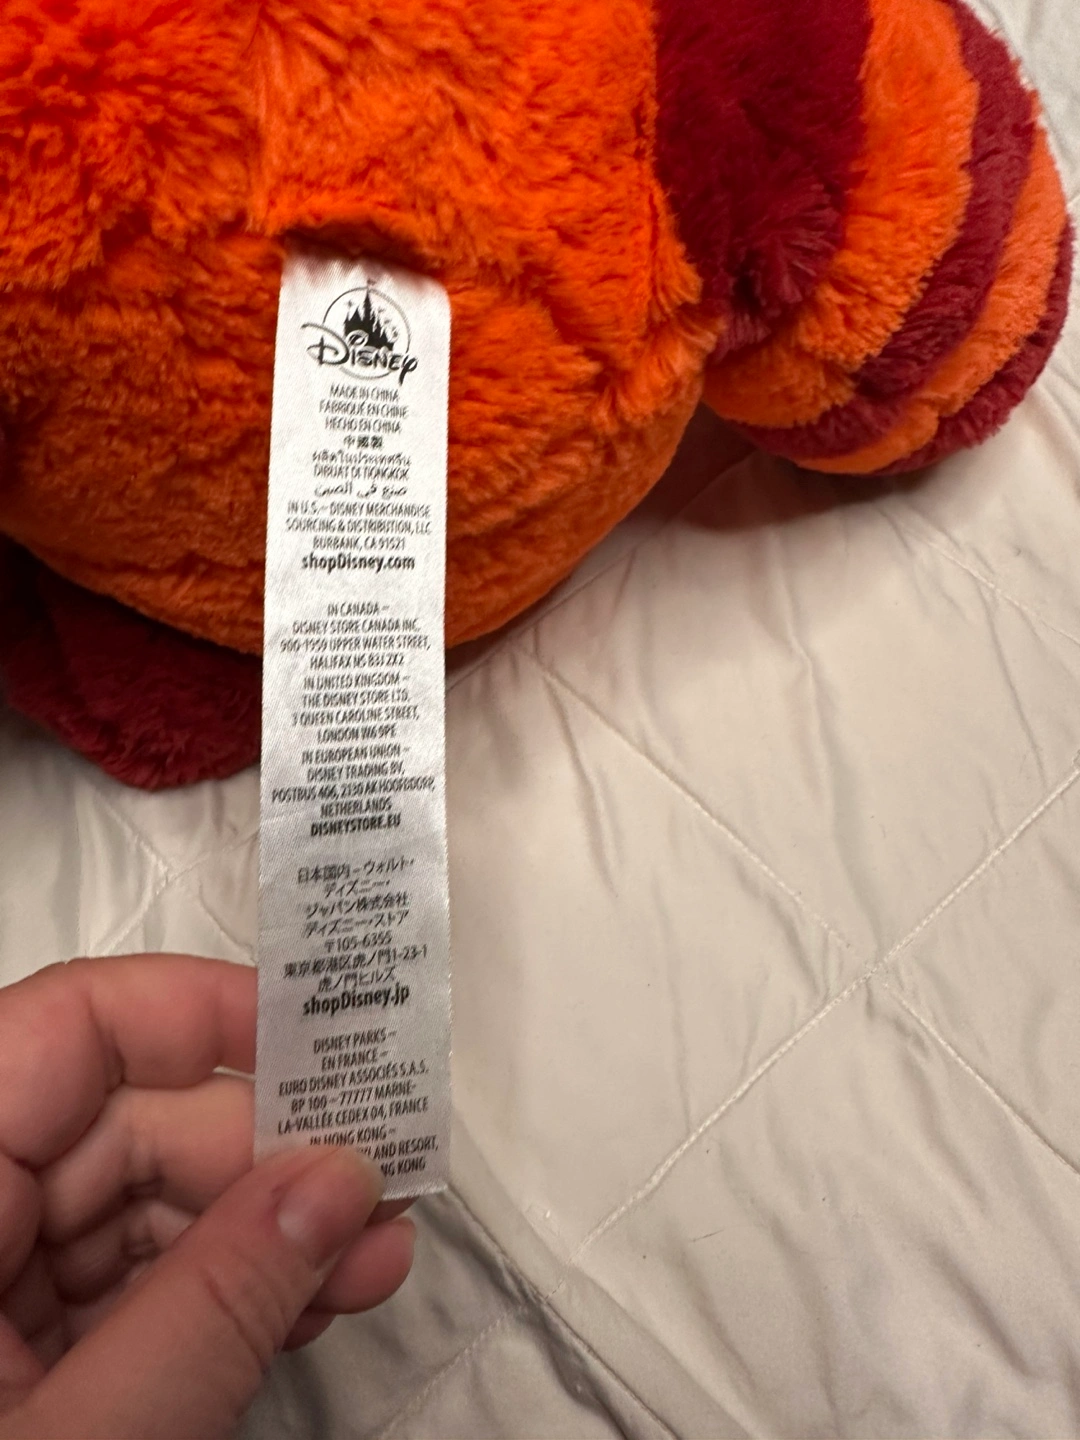 Disney
MADE IN CHINA
FABRIQUÉ EN CHINE
HECHO EN CHINA
中國製
ผลิตในประเทศจีน
DIBUAT DI TIONGKOK
صنع في الصين
IN U.S. – DISNEY MERCHANDISE
SOURCING & DISTRIBUTION, LLC
BURBANK, CA 91521
shopDisney.com
IN CANADA –
DISNEY STORE CANADA INC.
900-1959 UPPER WATER STREET,
HALIFAX NS B3J 2X2
IN UNITED KINGDOM –
THE DISNEY STORE LTD.
3 QUEEN CAROLINE STREET,
LONDON W6 9PE
IN EUROPEAN UNION –
DISNEY TRADING BV,
POSTBUS 406, 2130 AK HOOFDDORP,
NETHERLANDS
DISNEYSTORE.EU
日本国内 – ウォルト・
ディズニー・
ジャパン株式会社
ディズニー・ストア
〒105-6355
東京都港区虎ノ門1-23-1
虎ノ門ヒルズ
shopDisney.jp
DISNEY PARKS –
EN FRANCE –
EURO DISNEY ASSOCIÉS S.A.S.
BP 100 – 77777 MARNE-
LA-VALLÉE CEDEX 04, FRANCE
IN HONG KONG –
AND RESORT,
KONG